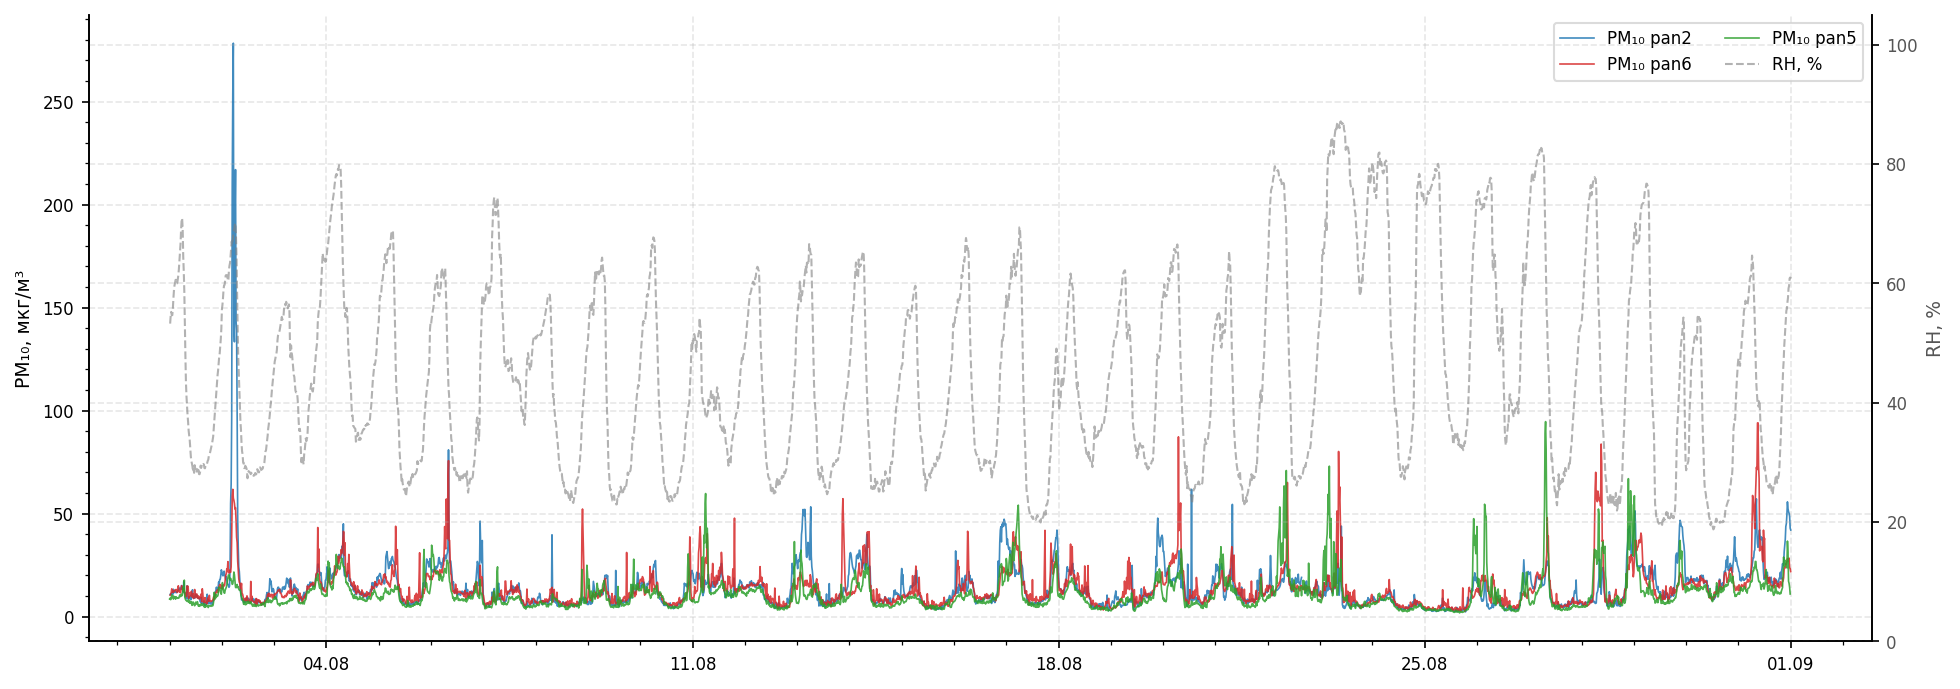 PM₁₀ pan2
PM₁₀ pan6
PM₁₀ pan5
RH, %
PM₁₀, мкг/м³
250
200
150
100
50
0
100
80
60
40
20
0
RH, %
04.08
11.08
18.08
25.08
01.09